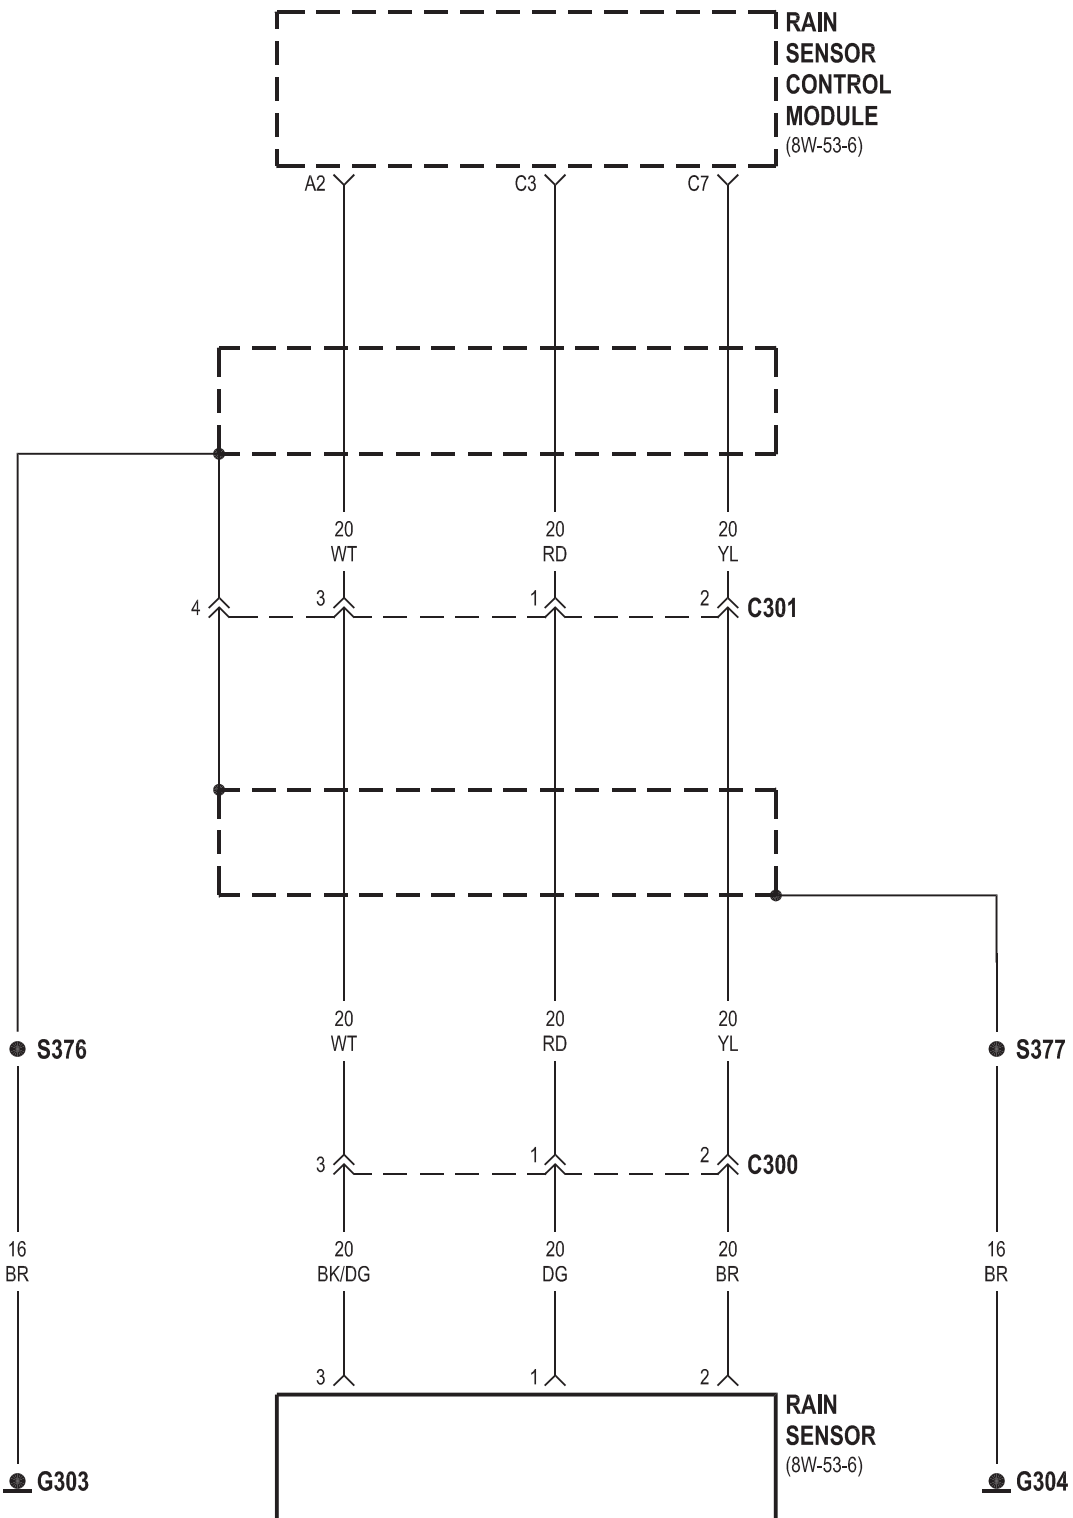 RAIN
SENSOR
CONTROL
MODULE
(8W-53-6)
A2 C3 C7
20 20 20
WT RD YL
4 3 1 2 C301
20 20 20
WT RD YL
S376 S377
3 1 2 C300
16 20 20 20 16
BR BK/DG DG BR BR
3 1 2
RAIN
SENSOR
(8W-53-6)
G303 G304